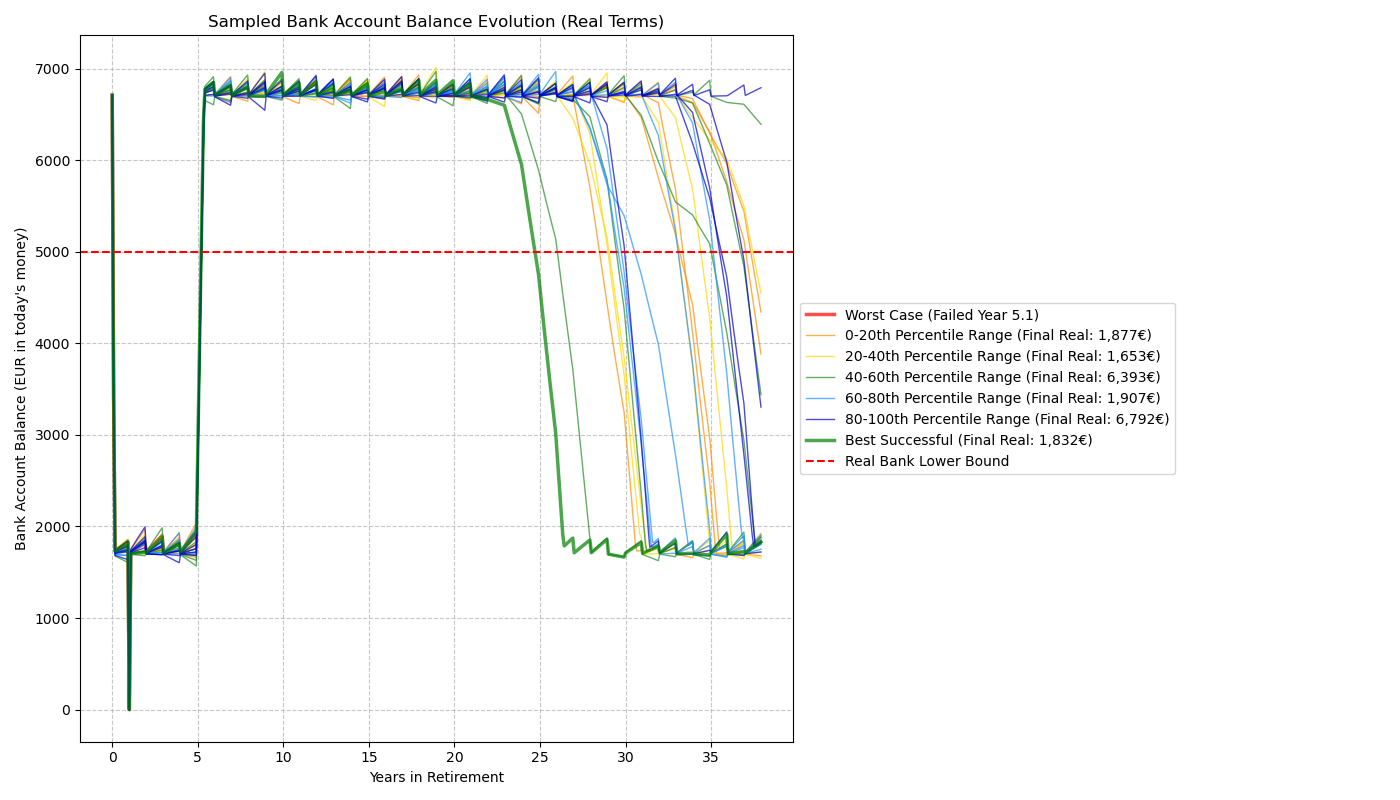 Sampled Bank Account Balance Evolution (Real Terms)
Bank Account Balance (EUR in today's money)
7000
6000
5000
4000
3000
2000
1000
0
0 5 10 15 20 25 30 35
Years in Retirement
Worst Case (Failed Year 5.1)
0-20th Percentile Range (Final Real: 1,877€)
20-40th Percentile Range (Final Real: 1,653€)
40-60th Percentile Range (Final Real: 6,393€)
60-80th Percentile Range (Final Real: 1,907€)
80-100th Percentile Range (Final Real: 6,792€)
Best Successful (Final Real: 1,832€)
Real Bank Lower Bound